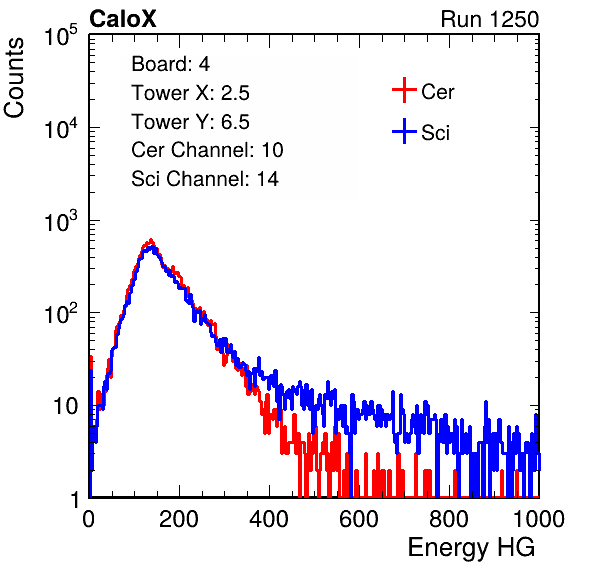 CaloX Run 1250
Counts
Board: 4
Tower X: 2.5
Tower Y: 6.5
Cer Channel: 10
Sci Channel: 14
Cer
Sci
10^5
10^4
10^3
10^2
10
1
0 200 400 600 800 1000
Energy HG